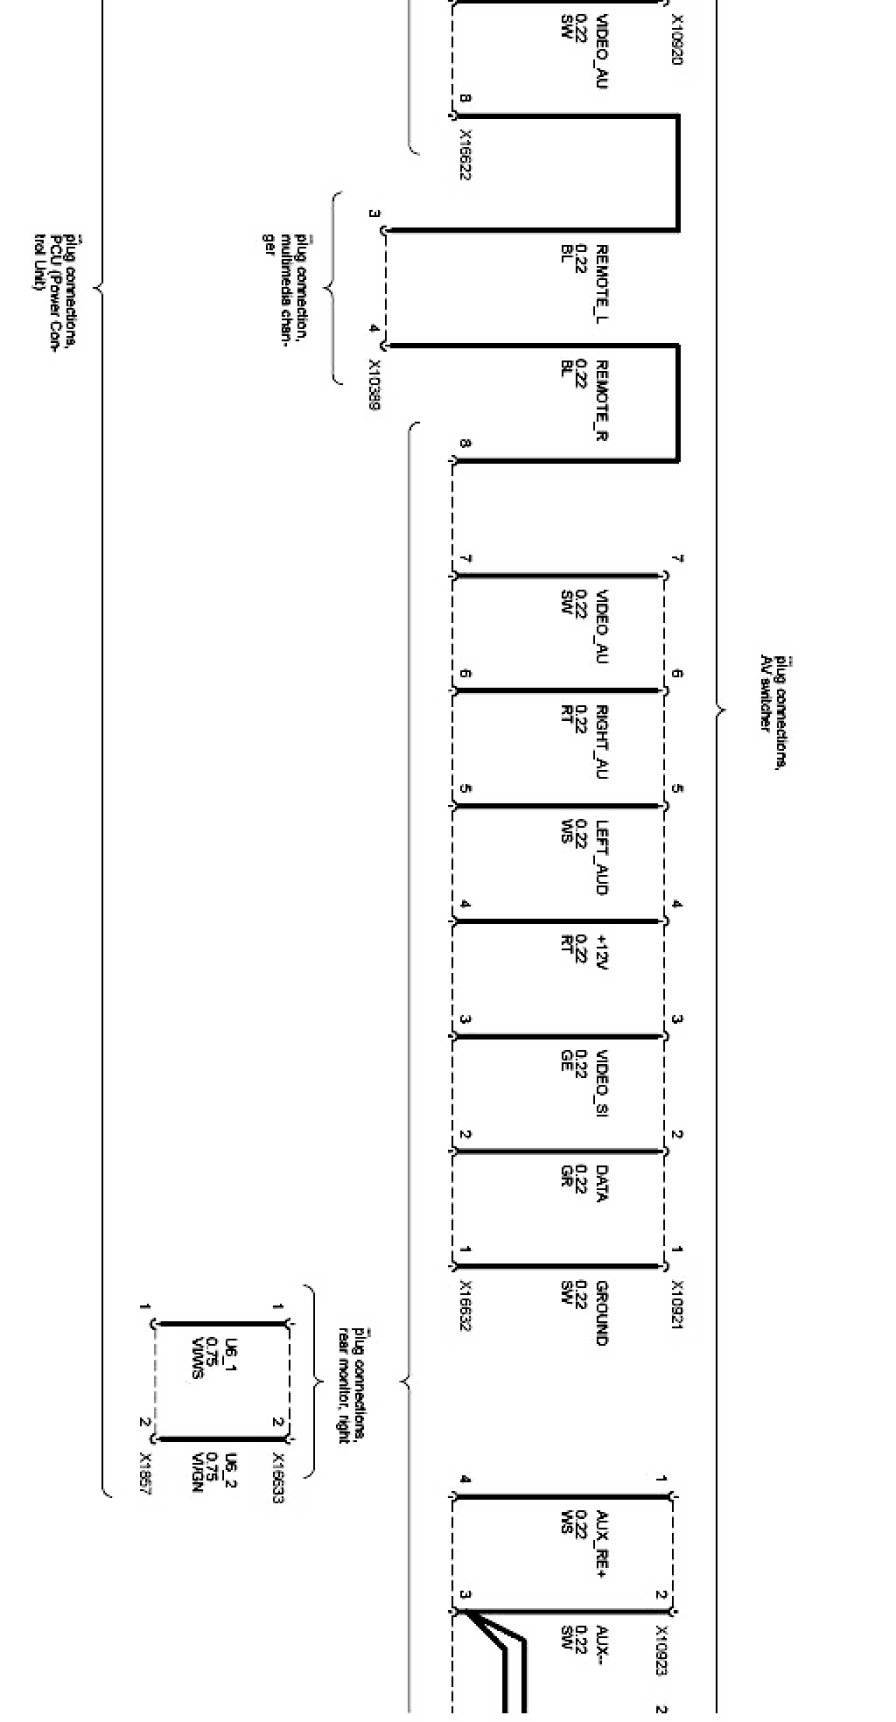 X10920
VIDEO_AU
0.22
SW
8
X16622
plug connections,
PCU (Power Con-
trol Unit)
plug connection,
multimedia chan-
ger
3
REMOTE_L
0.22
BL
4
X10389
REMOTE_R
0.22
BL
8
plug connections,
AV switcher
7
7
VIDEO_AU
0.22
SW
6
6
RIGHT_AU
0.22
RT
5
5
LEFT_AUD
0.22
WS
4
4
+12V
0.22
RT
3
3
VIDEO_SI
0.22
GE
2
2
DATA
0.22
GR
1
1
X10921
GROUND
0.22
SW
X16632
plug connections,
rear monitor, right
1
1
U6_1
0.75
VI/WS
2
2
X16633
U6_2
0.75
VI/GN
X1857
1
4
AUX_RE+
0.22
WS
2
3
X10923
AUX--
0.22
SW
2